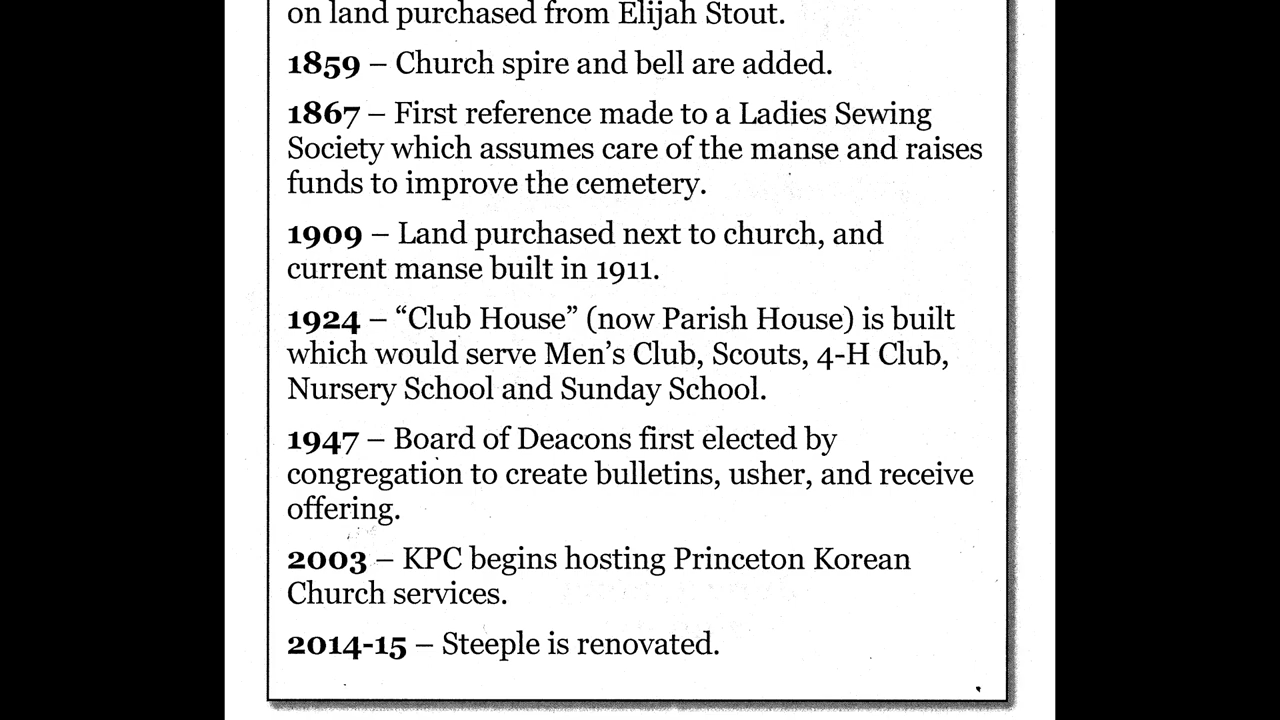 on land purchased from Elijah Stout.
1859 – Church spire and bell are added.
1867 – First reference made to a Ladies Sewing
Society which assumes care of the manse and raises
funds to improve the cemetery.
1909 – Land purchased next to church, and
current manse built in 1911.
1924 – “Club House” (now Parish House) is built
which would serve Men’s Club, Scouts, 4-H Club,
Nursery School and Sunday School.
1947 – Board of Deacons first elected by
congregation to create bulletins, usher, and receive
offering.
2003 – KPC begins hosting Princeton Korean
Church services.
2014-15 – Steeple is renovated.